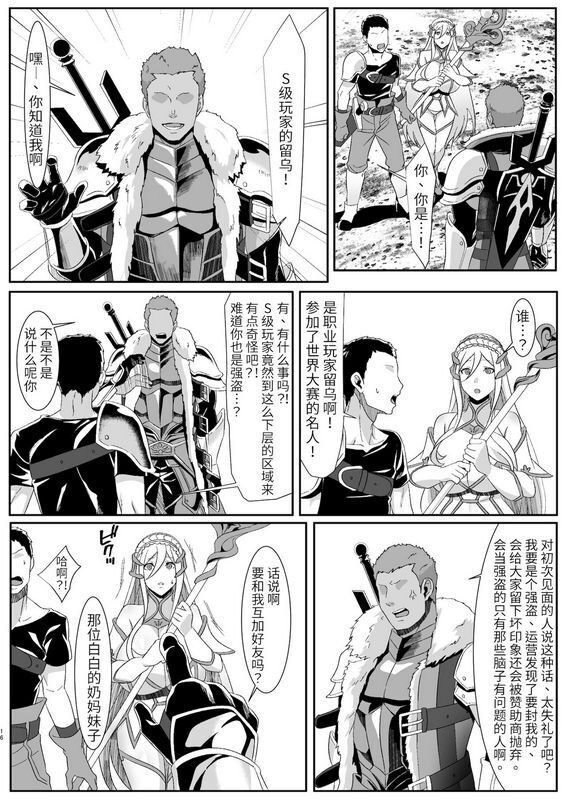 你、你是…！
S级玩家的留乌！
嘿—、你知道我啊
谁…？
是职业玩家留乌啊！
参加了世界大赛的名人！
有、有什么事吗?!
S级玩家竟然到这么下层的区域来
有点奇怪吧?!
难道你也是强盗…？
不是不是
说什么呢你
对初次见面的人说这种话、太失礼了吧？
我要是个强盗、运营发现了要封我的、
会给大家留下坏印象还会被赞助商抛弃。
会当强盗的只有那些脑子有问题的人啊。
话说啊
要和我互加好友吗？
那位白白的奶妈妹子
哈啊?!
16